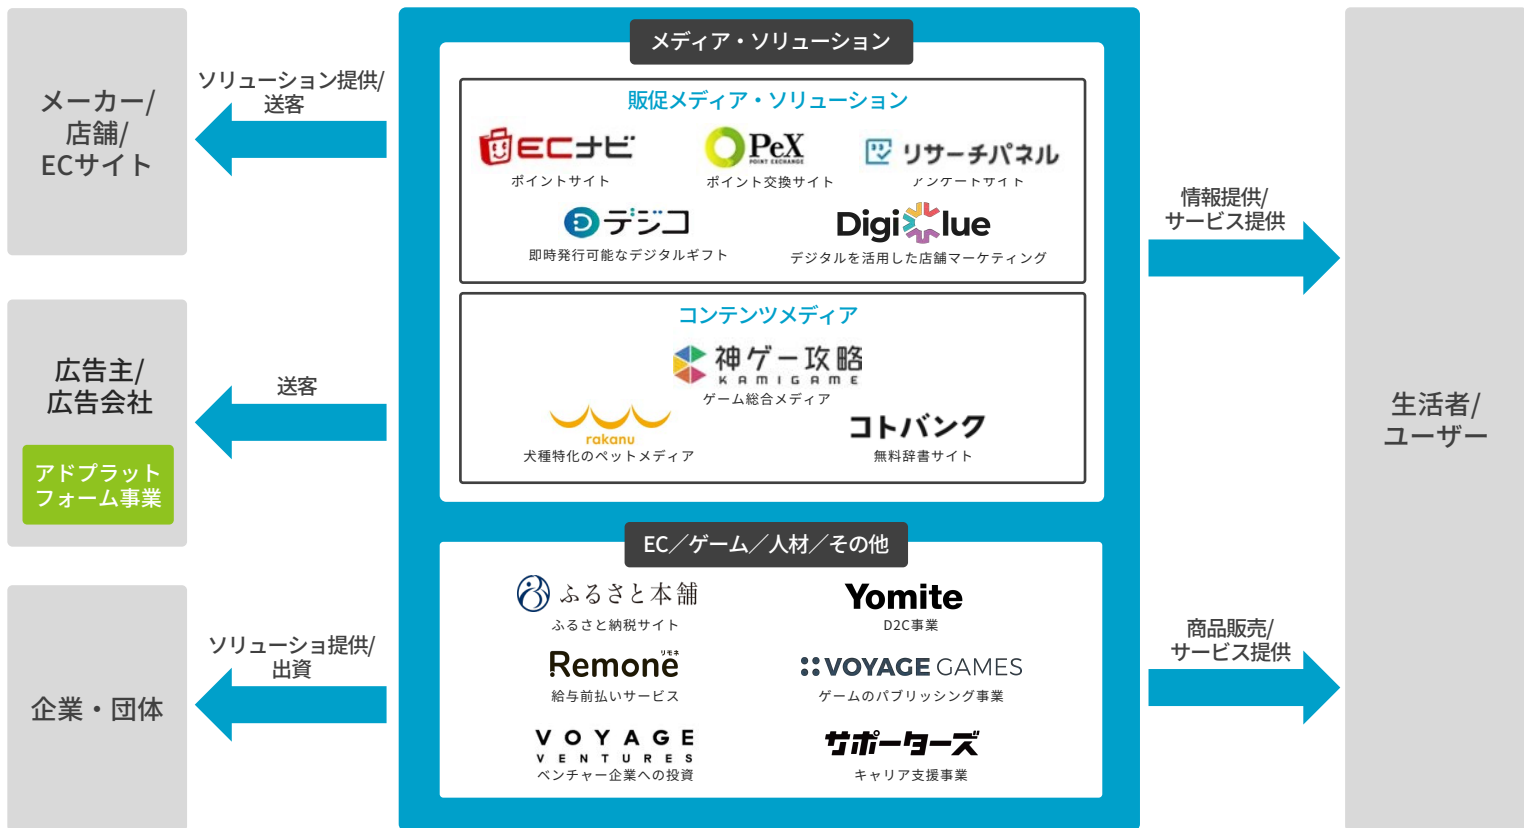 メーカー/
店舗/
ECサイト
ソリューション提供/
送客
広告主/
広告会社
アドプラット
フォーム事業
送客
企業・団体
ソリューショ提供/
出資
メディア・ソリューション
販促メディア・ソリューション
ECナビ
ポイントサイト
PeX
POINT EXCHANGE
ポイント交換サイト
リサーチパネル
アンケートサイト
デジコ
即時発行可能なデジタルギフト
Digiclue
デジタルを活用した店舗マーケティング
コンテンツメディア
神ゲー攻略
KAMIGAME
ゲーム総合メディア
rakanu
犬種特化のペットメディア
コトバンク
無料辞書サイト
EC／ゲーム／人材／その他
ふるさと本舗
ふるさと納税サイト
Yomite
D2C事業
リモネ
Remone
給与前払いサービス
VOYAGE GAMES
ゲームのパブリッシング事業
VOYAGE
VENTURES
ベンチャー企業への投資
サポーターズ
キャリア支援事業
情報提供/
サービス提供
商品販売/
サービス提供
生活者/
ユーザー